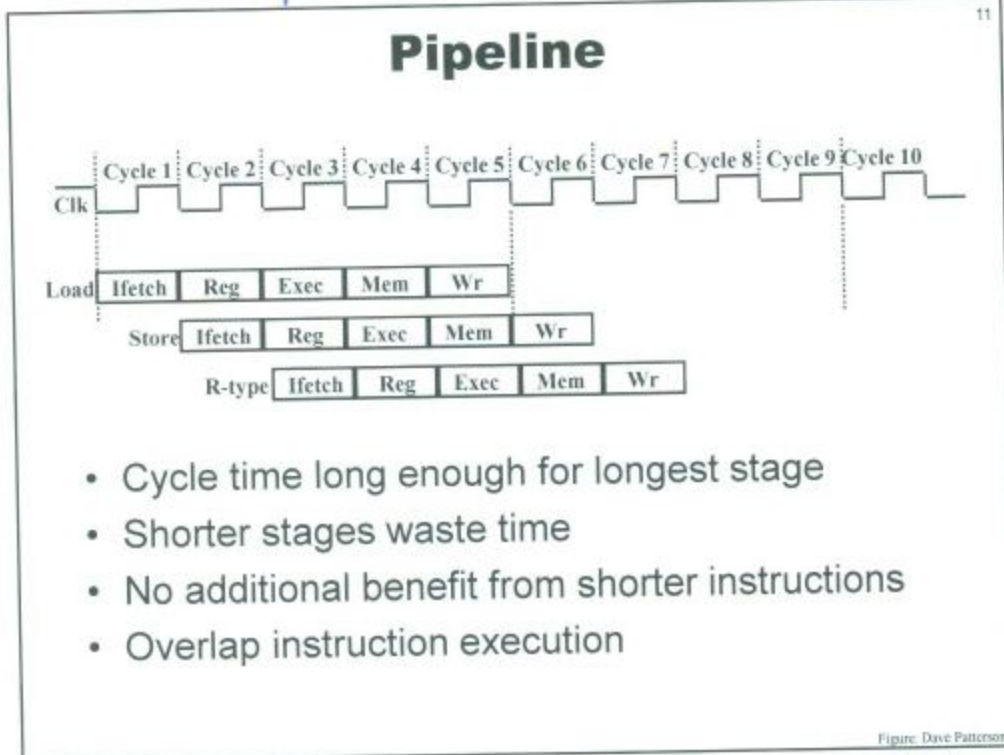 11
Pipeline
Cycle 1 Cycle 2 Cycle 3 Cycle 4 Cycle 5 Cycle 6 Cycle 7 Cycle 8 Cycle 9 Cycle 10
Clk
Load Ifetch Reg Exec Mem Wr
Store Ifetch Reg Exec Mem Wr
R-type Ifetch Reg Exec Mem Wr
• Cycle time long enough for longest stage
• Shorter stages waste time
• No additional benefit from shorter instructions
• Overlap instruction execution
Figure: Dave Patterson